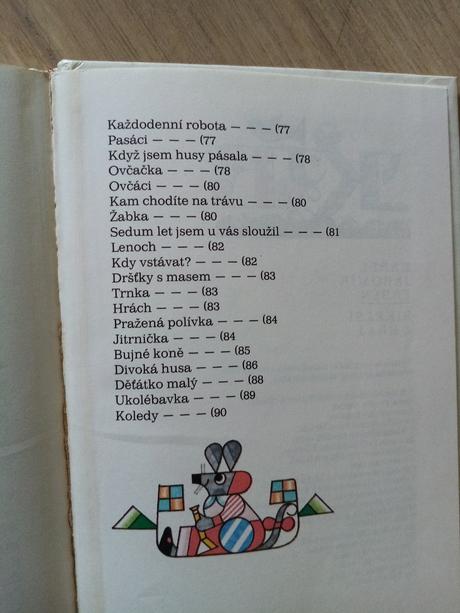 Každodenní robota — — — (77
Pasáci — — — (77
Když jsem husy pásala — — — (78
Ovčačka — — — (78
Ovčáci — — — (80
Kam chodíte na trávu — — — (80
Žabka — — — (80
Sedum let jsem u vás sloužil — — — (81
Lenoch — — — (82
Kdy vstávat? — — — (82
Dršťky s masem — — — (83
Trnka — — — (83
Hrách — — — (83
Pražená polívka — — — (84
Jitrnička — — — (84
Bujné koně — — — (85
Divoká husa — — — (86
Děťátko malý — — — (88
Ukolébavka — — — (89
Koledy — — — (90